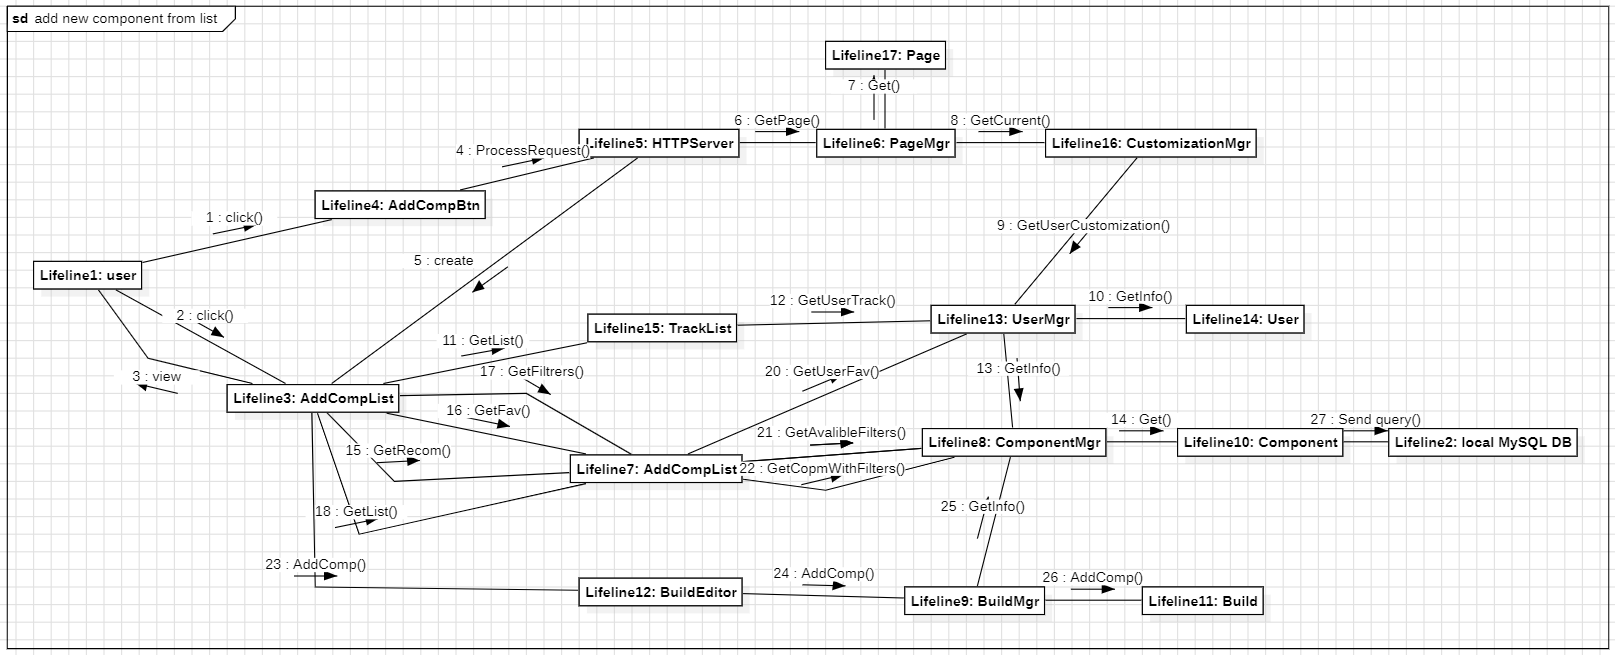 sd add new component from list
Lifeline17: Page
7 : Get()
6 : GetPage()
8 : GetCurrent()
4 : ProcessRequest()
Lifeline5: HTTPServer
Lifeline6: PageMgr
Lifeline16: CustomizationMgr
Lifeline4: AddCompBtn
1 : click()
9 : GetUserCustomization()
5 : create
Lifeline1: user
12 : GetUserTrack()
10 : GetInfo()
2 : click()
Lifeline15: TrackList
Lifeline13: UserMgr
Lifeline14: User
11 : GetList()
3 : view
17 : GetFiltrers()
20 : GetUserFav()
13 : GetInfo()
Lifeline3: AddCompList
16 : GetFav()
14 : Get()
27 : Send query()
21 : GetAvalibleFilters()
Lifeline8: ComponentMgr
Lifeline10: Component
Lifeline2: local MySQL DB
15 : GetRecom()
Lifeline7: AddCompList
22 : GetCopmWithFilters()
18 : GetList()
25 : GetInfo()
23 : AddComp()
24 : AddComp()
26 : AddComp()
Lifeline12: BuildEditor
Lifeline9: BuildMgr
Lifeline11: Build